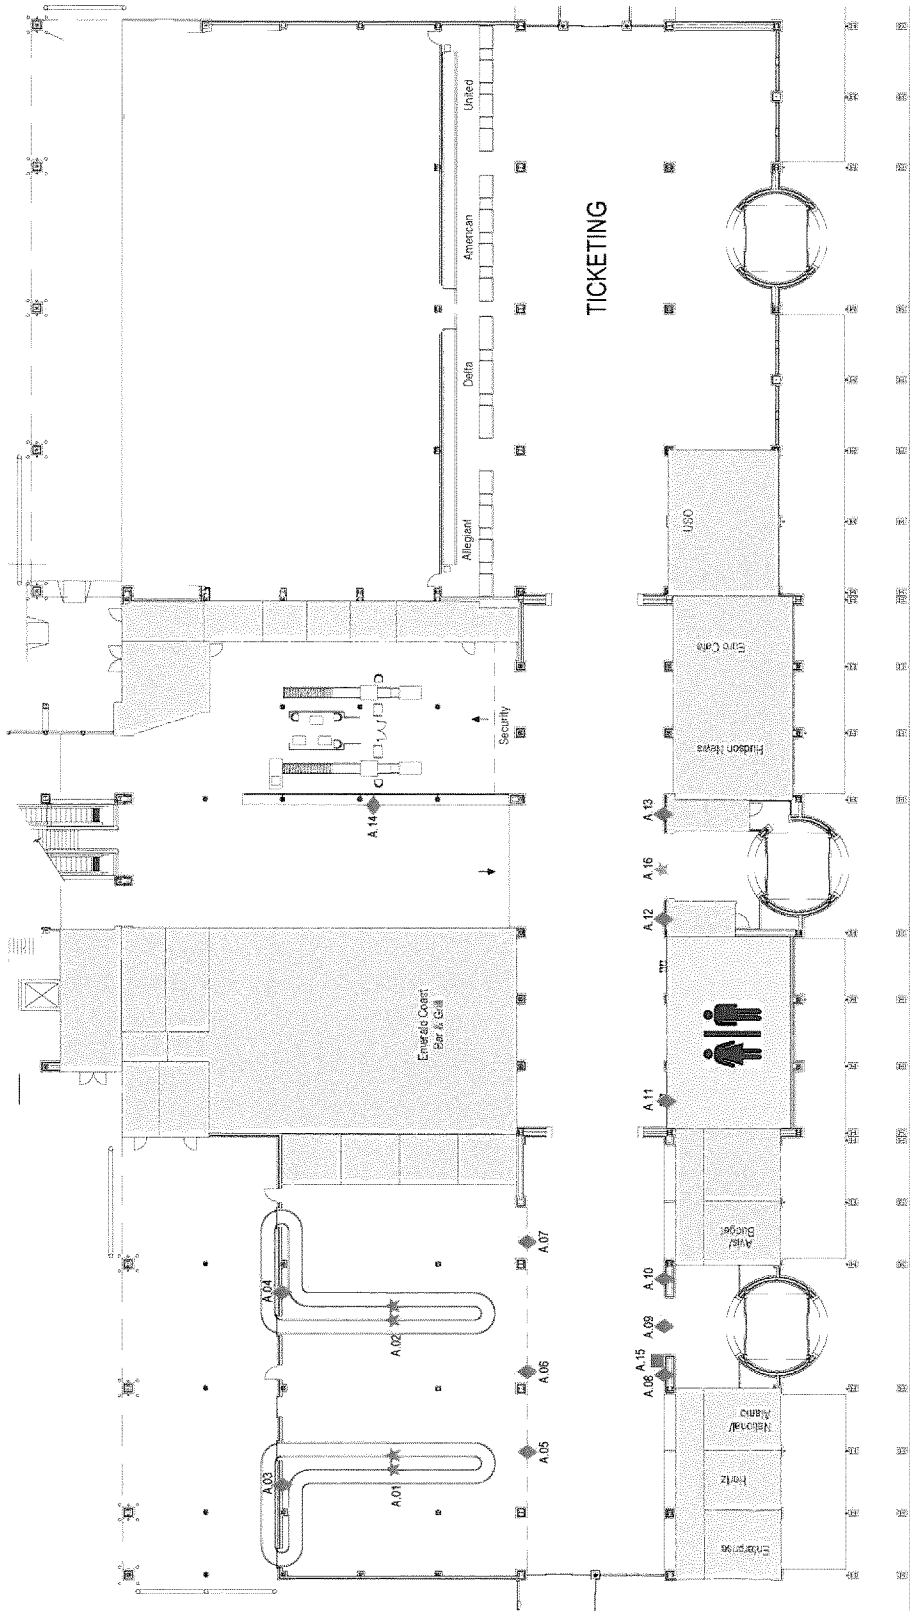 United
American
Delta
Allegiant
TICKETING
USO
Euro Cafe
Hudson News
Security
A.14
A.13
A.16
A.12
Emerald Coast
Bar & Grill
A.11
Avis/
Budget
A.07
A.04
A.02
A.10
A.09
A.15
A.08
A.06
A.05
A.03
A.01
National/
Alamo
Hertz
Enterprise